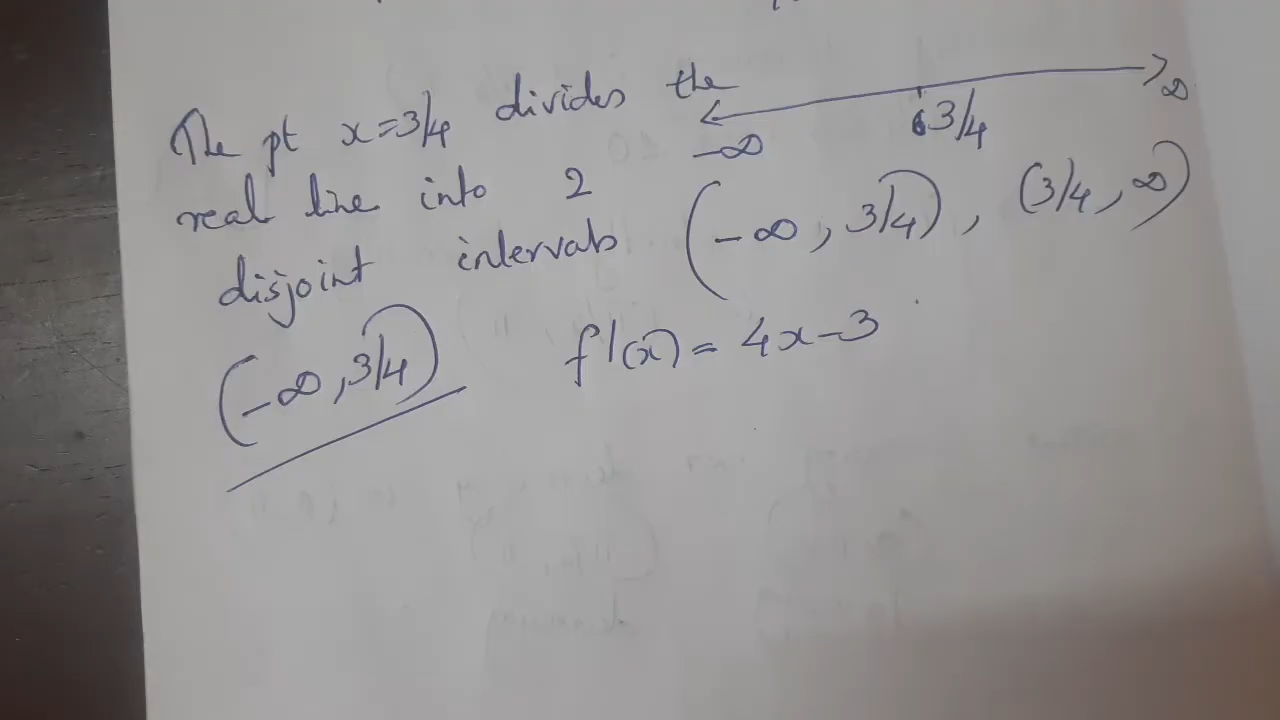 The pt x=3/4 divides the
-∞ 3/4 ∞
real line into 2
disjoint intervals (-∞, 3/4), (3/4, ∞)
(-∞, 3/4) f'(x) = 4x-3